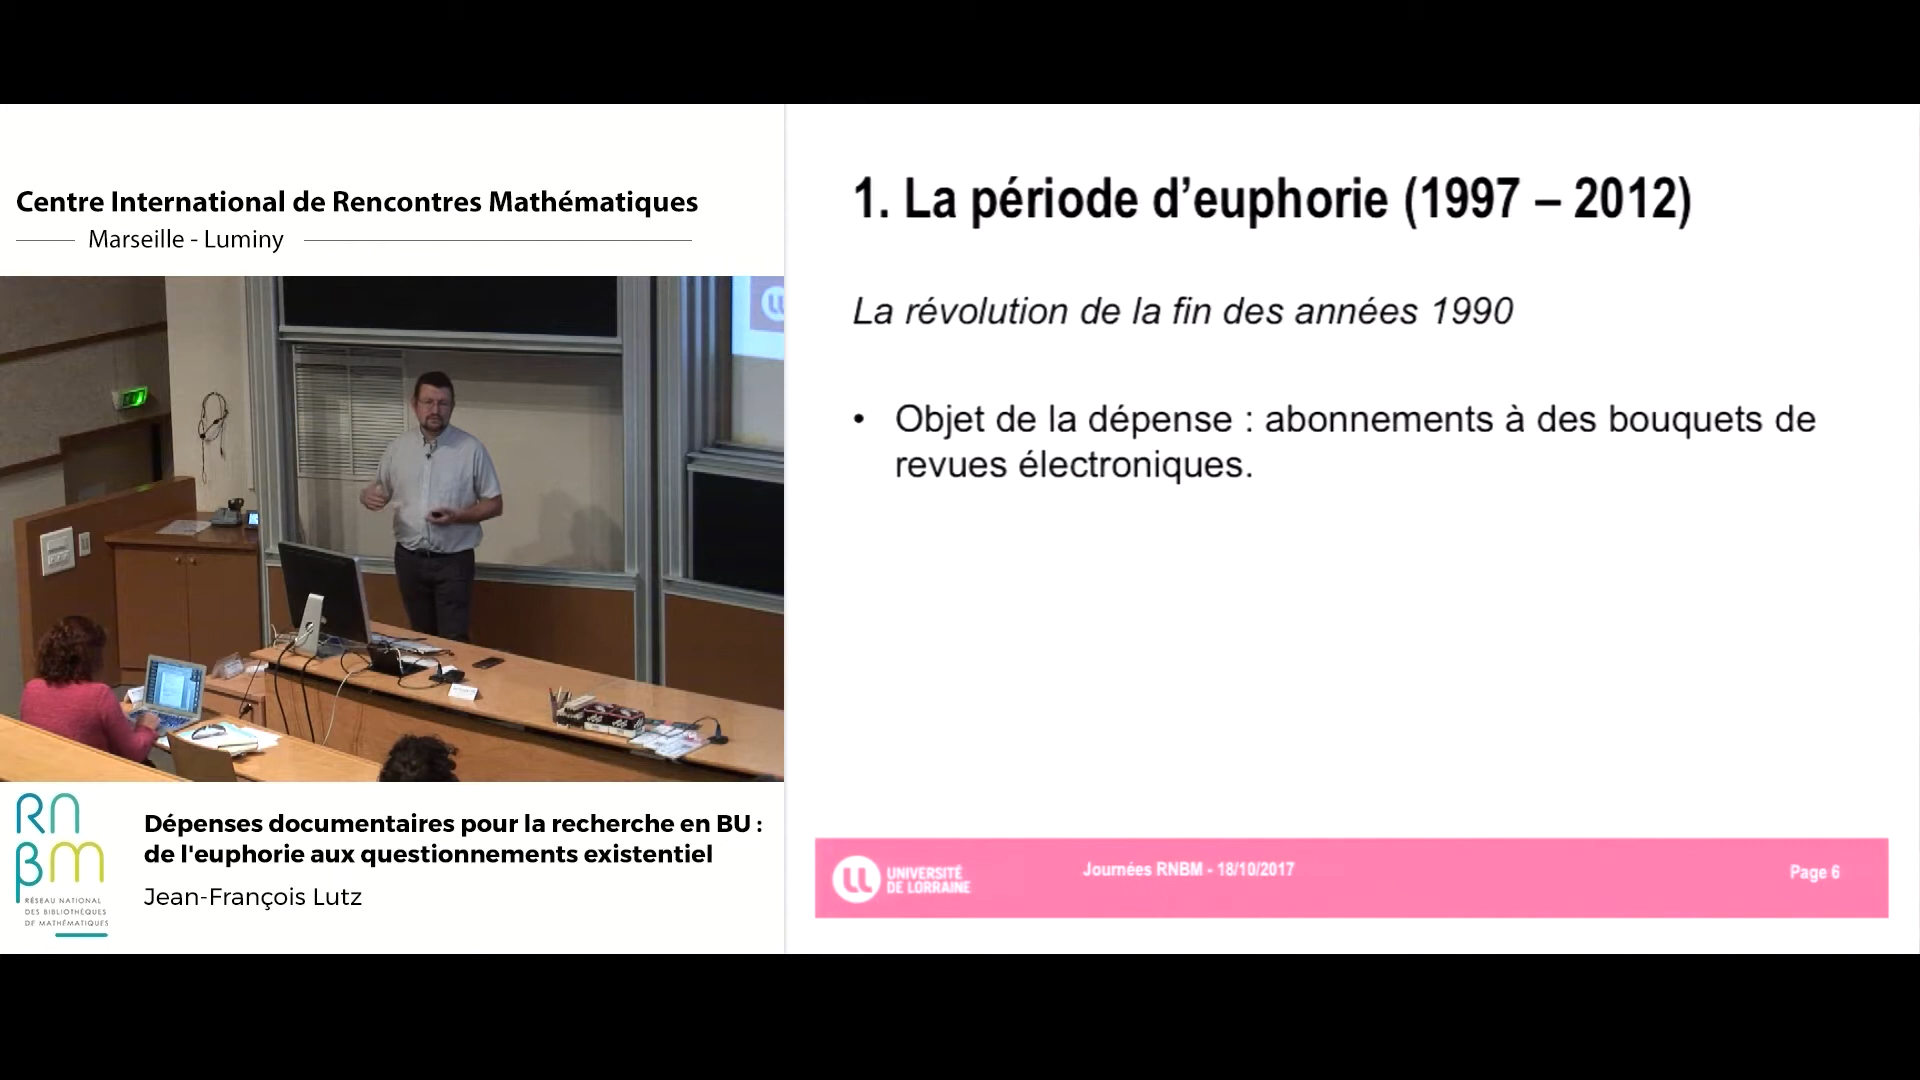 Centre International de Rencontres Mathématiques
Marseille - Luminy
1. La période d’euphorie (1997 – 2012)
La révolution de la fin des années 1990
• Objet de la dépense : abonnements à des bouquets de
revues électroniques.
RN
BM
RÉSEAU NATIONAL
DES BIBLIOTHÈQUES
DE MATHÉMATIQUES
Dépenses documentaires pour la recherche en BU :
de l'euphorie aux questionnements existentiel
Jean-François Lutz
UNIVERSITÉ
DE LORRAINE
Journées RNBM - 18/10/2017
Page 6